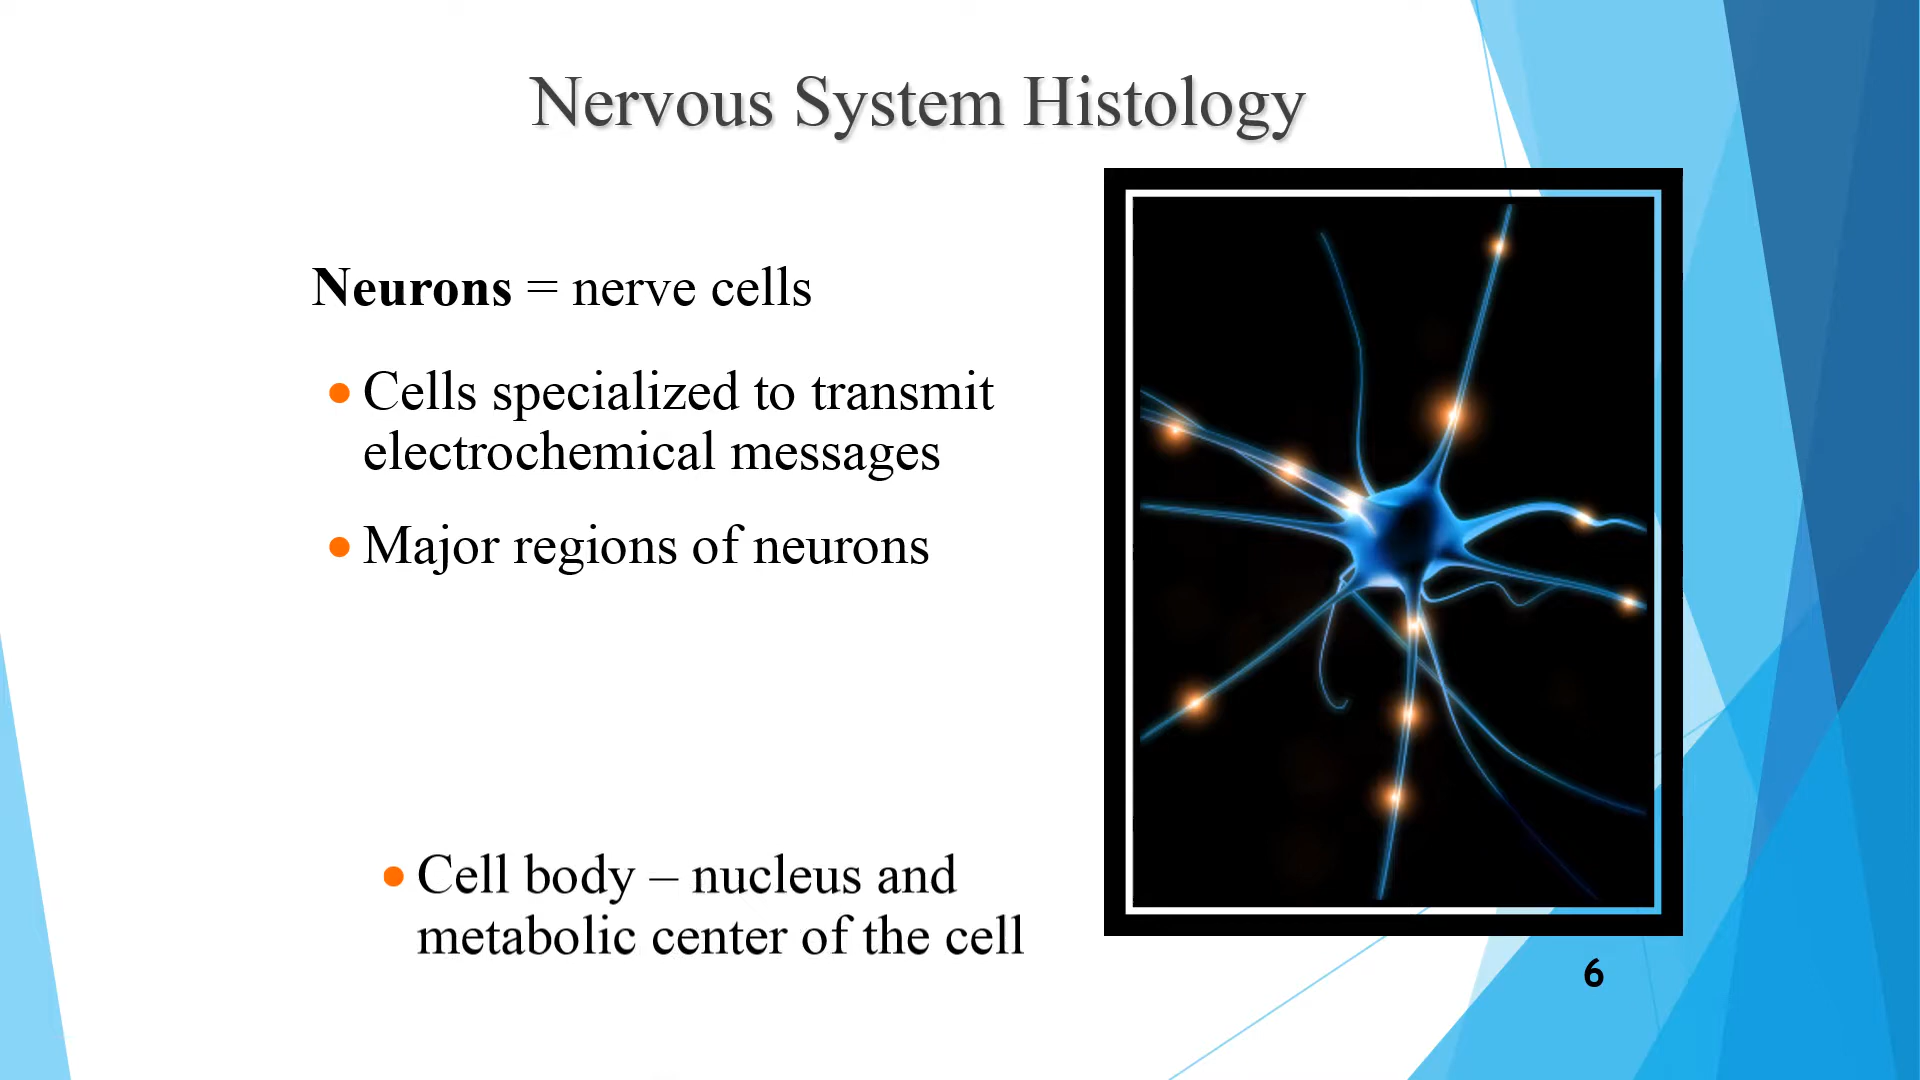 Nervous System Histology
Neurons = nerve cells
• Cells specialized to transmit
electrochemical messages
• Major regions of neurons
• Cell body – nucleus and
metabolic center of the cell
6